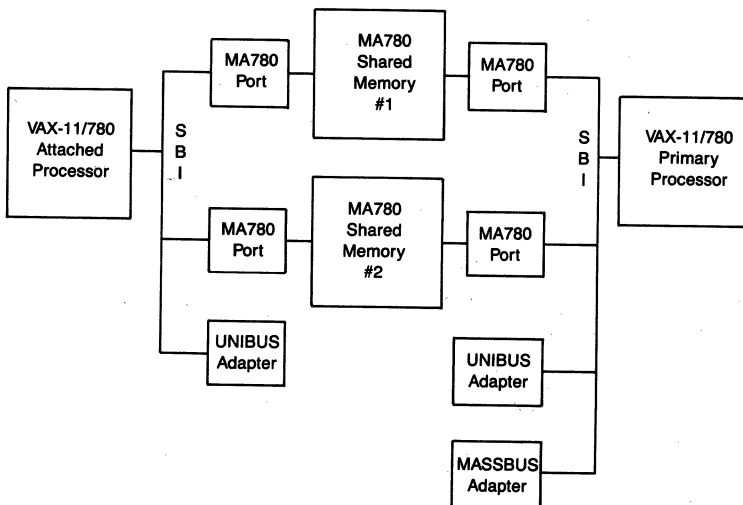 MA780
Port
MA780
Shared
Memory
#1
MA780
Port
VAX-11/780
Attached
Processor
S
B
I
S
B
I
VAX-11/780
Primary
Processor
MA780
Port
MA780
Shared
Memory
#2
MA780
Port
UNIBUS
Adapter
UNIBUS
Adapter
MASSBUS
Adapter